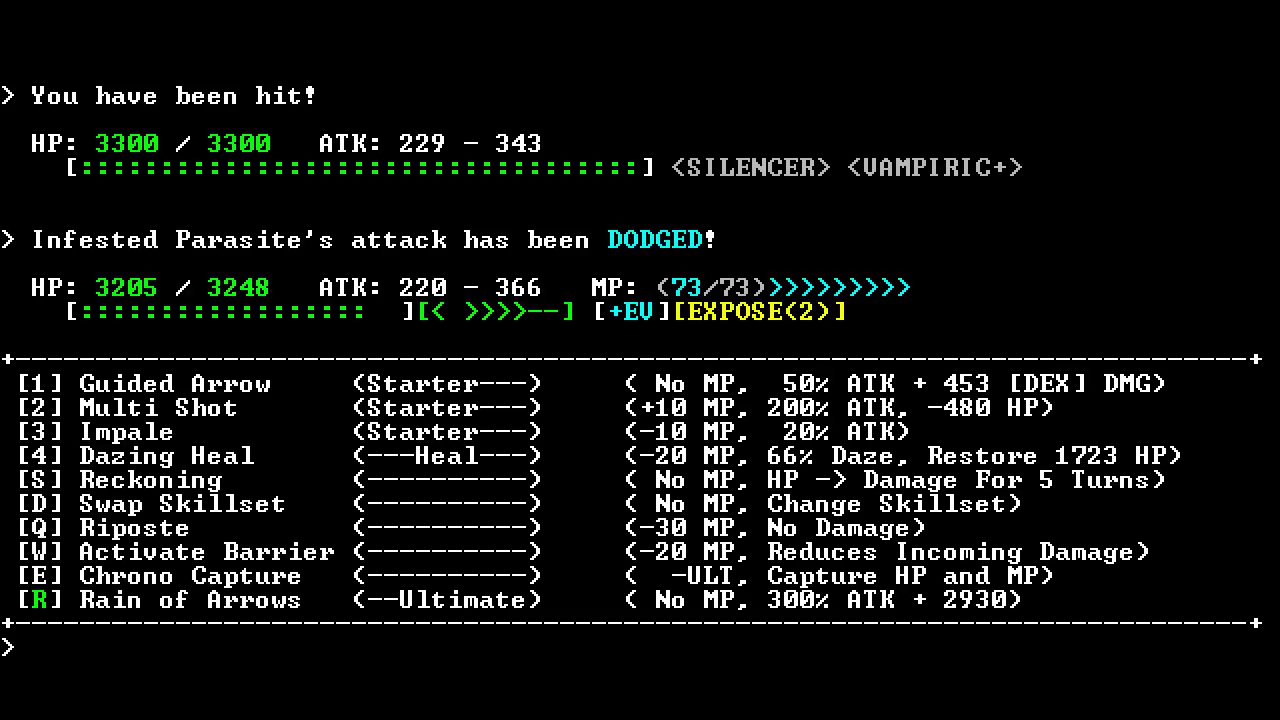 > You have been hit!
HP: 3300 / 3300   ATK: 229 - 343
[:::::::::::::::::::::::::::::::::::] <SILENCER> <VAMPIRIC+>
> Infested Parasite's attack has been DODGED!
HP: 3205 / 3248   ATK: 220 - 366   MP: (73/73)>>>>>>>>>
[::::::::::::::::::  ][< >>>>--] [+EV][EXPOSE(2)]
+-----------------------------------------------------------------------------+
[1] Guided Arrow     (Starter---)     ( No MP,  50% ATK + 453 [DEX] DMG)
[2] Multi Shot       (Starter---)     (+10 MP, 200% ATK, -480 HP)
[3] Impale           (Starter---)     (-10 MP,  20% ATK)
[4] Dazing Heal      (---Heal---)     (-20 MP, 66% Daze, Restore 1723 HP)
[S] Reckoning        (----------)     ( No MP, HP -> Damage For 5 Turns)
[D] Swap Skillset    (----------)     ( No MP, Change Skillset)
[Q] Riposte          (----------)     (-30 MP, No Damage)
[W] Activate Barrier (----------)     (-20 MP, Reduces Incoming Damage)
[E] Chrono Capture   (----------)     (  -ULT, Capture HP and MP)
[R] Rain of Arrows   (--Ultimate)     ( No MP, 300% ATK + 2930)
+-----------------------------------------------------------------------------+
>